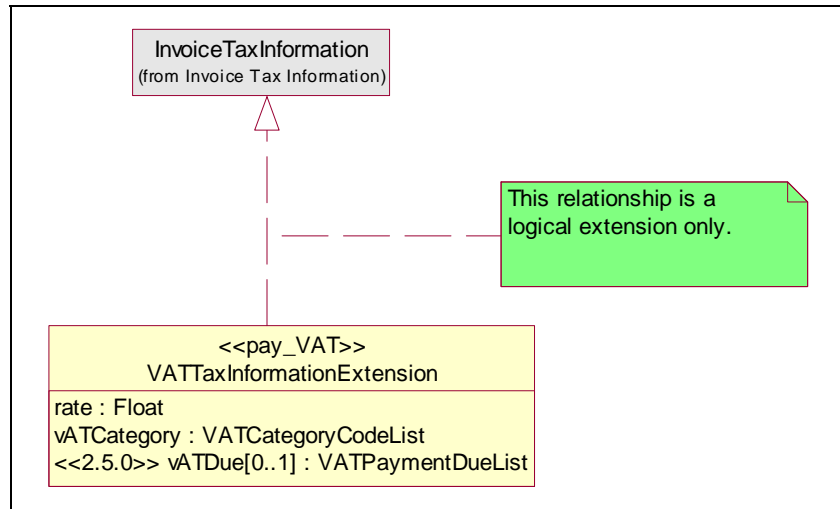 InvoiceTaxInformation
(from Invoice Tax Information)
This relationship is a
logical extension only.
<<pay_VAT>>
VATTaxInformationExtension
rate : Float
vATCategory : VATCategoryCodeList
<<2.5.0>> vATDue[0..1] : VATPaymentDueList